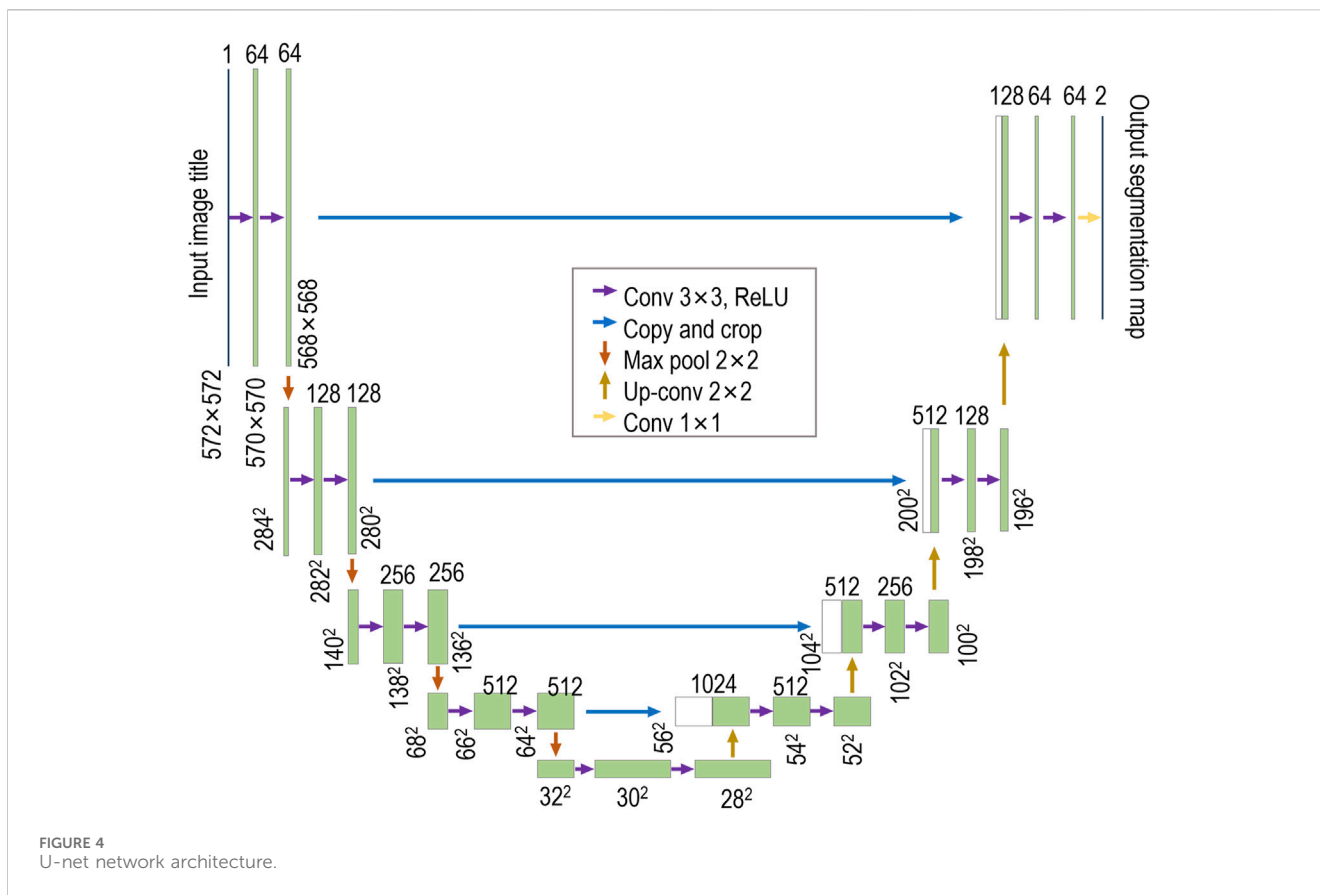 1 64 64
128 64 64 2
Input image title
Output segmentation map
568×568
572×572
570×570
Conv 3×3, ReLU
Copy and crop
Max pool 2×2
Up-conv 2×2
Conv 1×1
128 128
512 128
284²
282²
280²
200²
198²
196²
256 256
512 256
140²
138²
136²
104²
102²
100²
512 512
1024 512
68²
66²
64²
56²
54²
52²
32²
30²
28²
FIGURE 4
U-net network architecture.